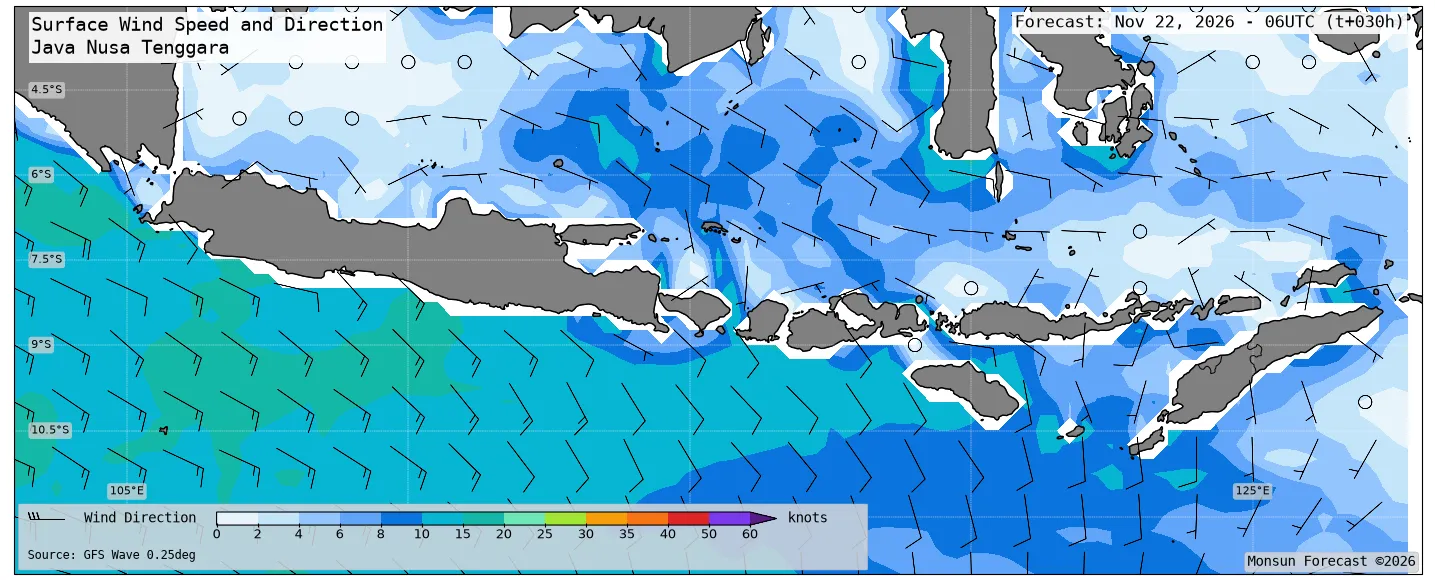 Surface Wind Speed and Direction
Java Nusa Tenggara
Forecast: Nov 22, 2026 - 06UTC (t+030h)
4.5°S
6°S
7.5°S
9°S
10.5°S
105°E
125°E
Wind Direction
0 2 4 6 8 10 15 20 25 30 35 40 50 60
knots
Source: GFS Wave 0.25deg
Monsun Forecast ©2026